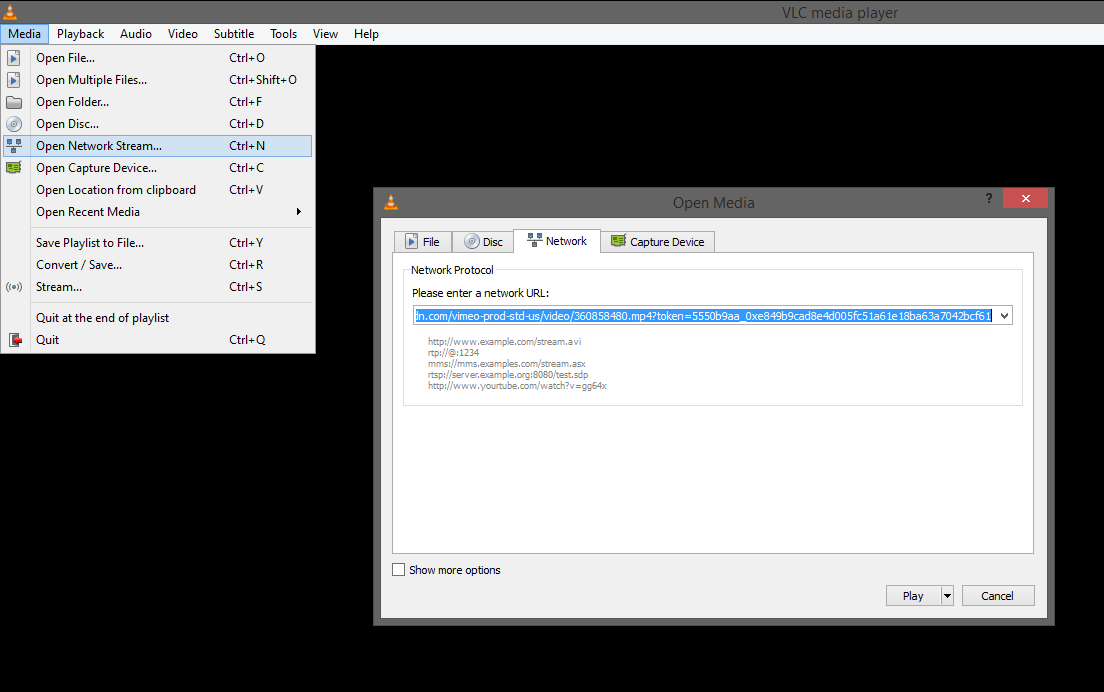 VLC media player
Media Playback Audio Video Subtitle Tools View Help
Open File... Ctrl+O
Open Multiple Files... Ctrl+Shift+O
Open Folder... Ctrl+F
Open Disc... Ctrl+D
Open Network Stream... Ctrl+N
Open Capture Device... Ctrl+C
Open Location from clipboard Ctrl+V
Open Recent Media
Save Playlist to File... Ctrl+Y
Convert / Save... Ctrl+R
Stream... Ctrl+S
Quit at the end of playlist
Quit Ctrl+Q
Open Media ?
File Disc Network Capture Device
Network Protocol
Please enter a network URL:
dn.com/vimeo-prod-std-us/video/360858480.mp4?token=5550b9aa_0xe849b9cad8e4d005fc51a61e18ba63a7042bcf61
http://www.example.com/stream.avi
rtp://@:1234
mms://mms.examples.com/stream.asx
rtsp://server.example.org:8080/test.sdp
http://www.yourtube.com/watch?v=gg64x
Show more options
Play Cancel